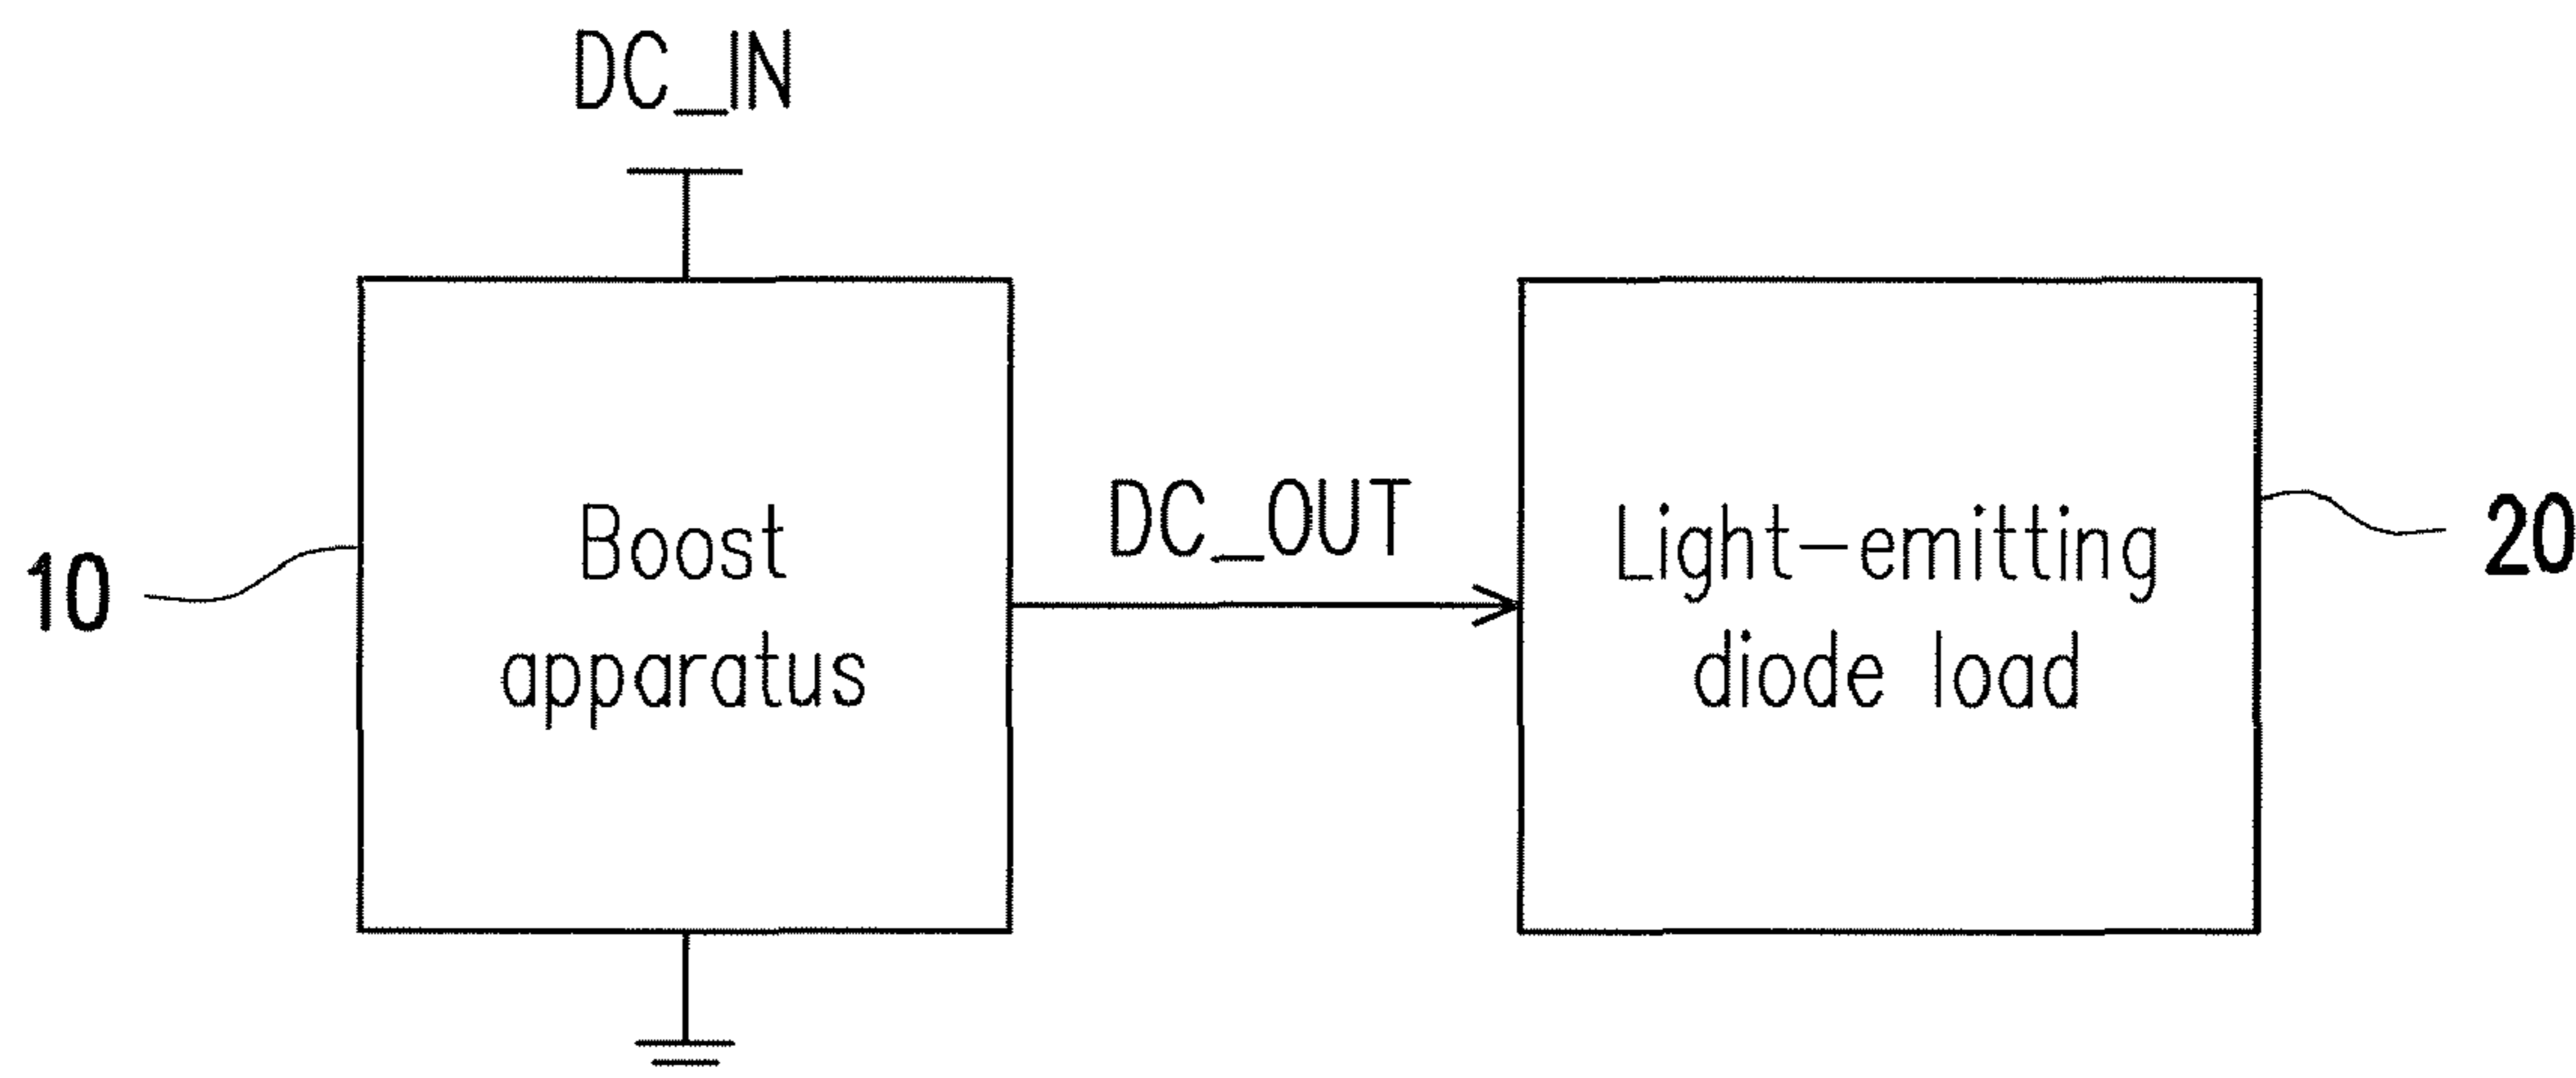 DC_IN
10
Boost
apparatus
DC_OUT
Light-emitting
diode load
20